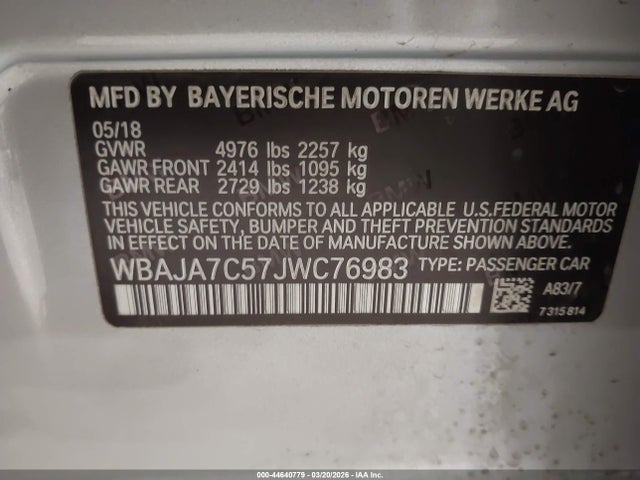 MFD BY BAYERISCHE MOTOREN WERKE AG
05/18
GVWR 4976 lbs 2257 kg
GAWR FRONT 2414 lbs 1095 kg
GAWR REAR 2729 lbs 1238 kg
THIS VEHICLE CONFORMS TO ALL APPLICABLE U.S.FEDERAL MOTOR
VEHICLE SAFETY, BUMPER AND THEFT PREVENTION STANDARDS
IN EFFECT ON THE DATE OF MANUFACTURE SHOWN ABOVE.
WBAJA7C57JWC76983 TYPE: PASSENGER CAR
A83/7
7315814
000-44640779 - 03/20/2026 - IAA Inc.